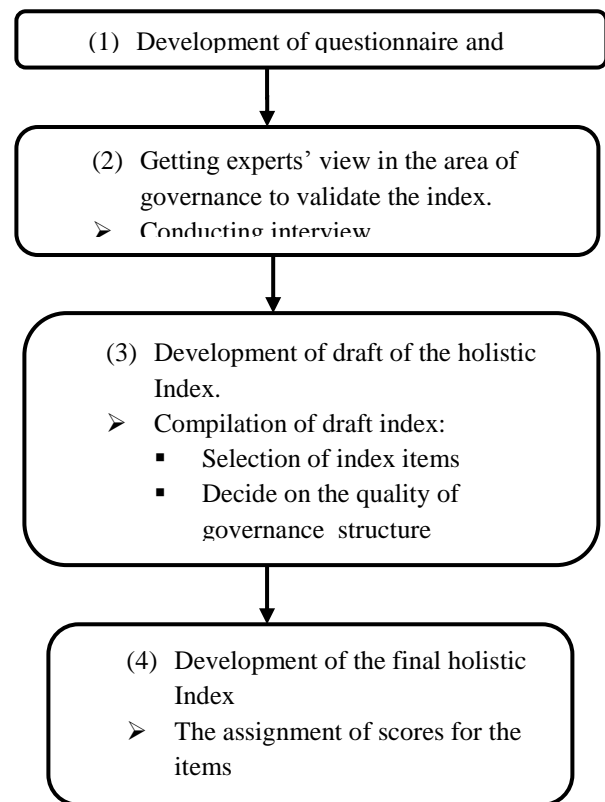 (1) Development of questionnaire and
(2) Getting experts' view in the area of
governance to validate the index.
➢ Conducting interview
(3) Development of draft of the holistic
Index.
➢ Compilation of draft index:
▪ Selection of index items
▪ Decide on the quality of
governance structure
(4) Development of the final holistic
Index
➢ The assignment of scores for the
items